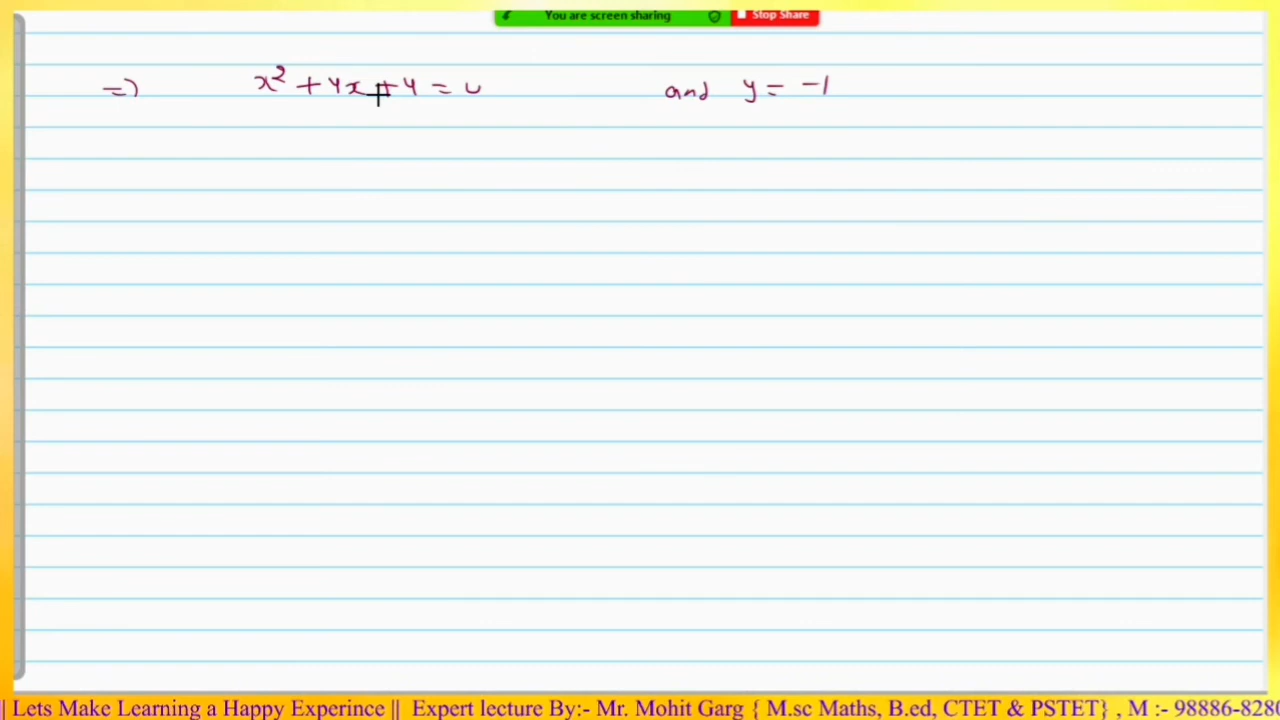 You are screen sharing Stop Share
=) x² + 4x + 4 = 0 and y = -1
|| Lets Make Learning a Happy Experince || Expert lecture By:- Mr. Mohit Garg { M.sc Maths, B.ed, CTET & PSTET} , M :- 98886-8280